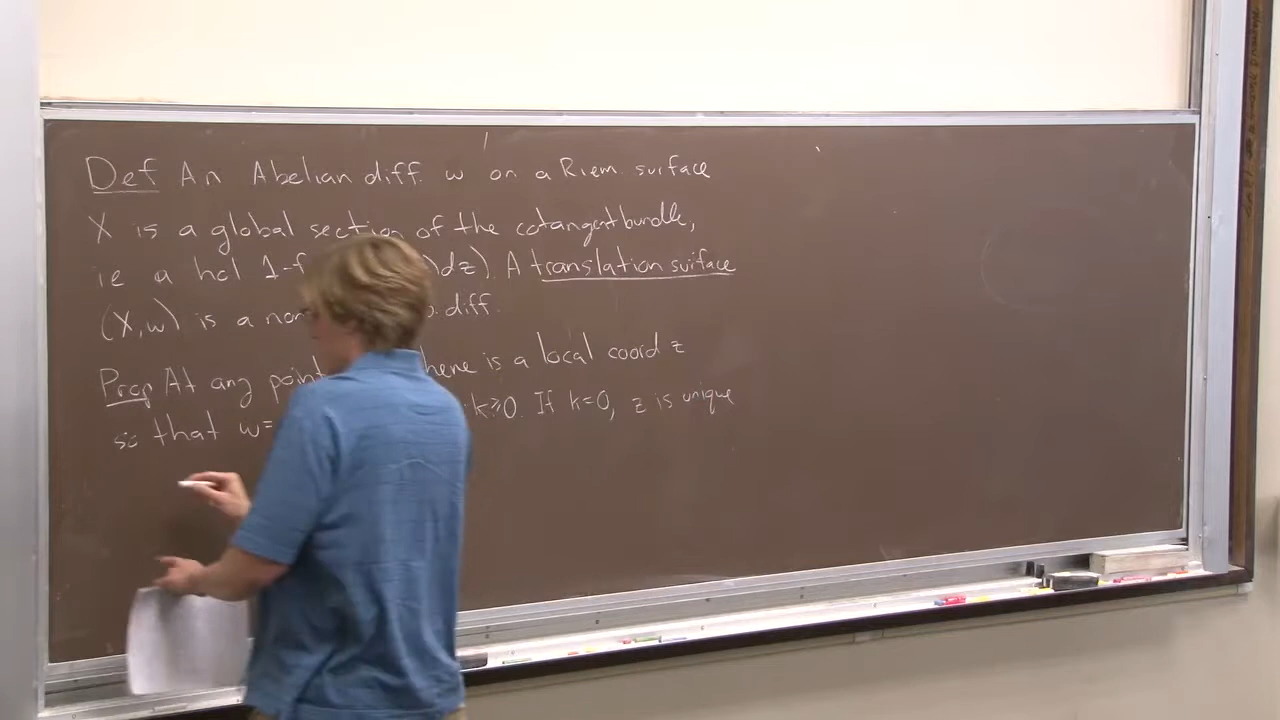 Def An Abelian diff. w on a Riem. surface
X is a global section of the cotangent bundle,
ie a hol 1-f )dz). A translation surface
(X,w) is a non diff.
Prop At any point here is a local coord z
so that w= k≥0. If k=0, z is unique